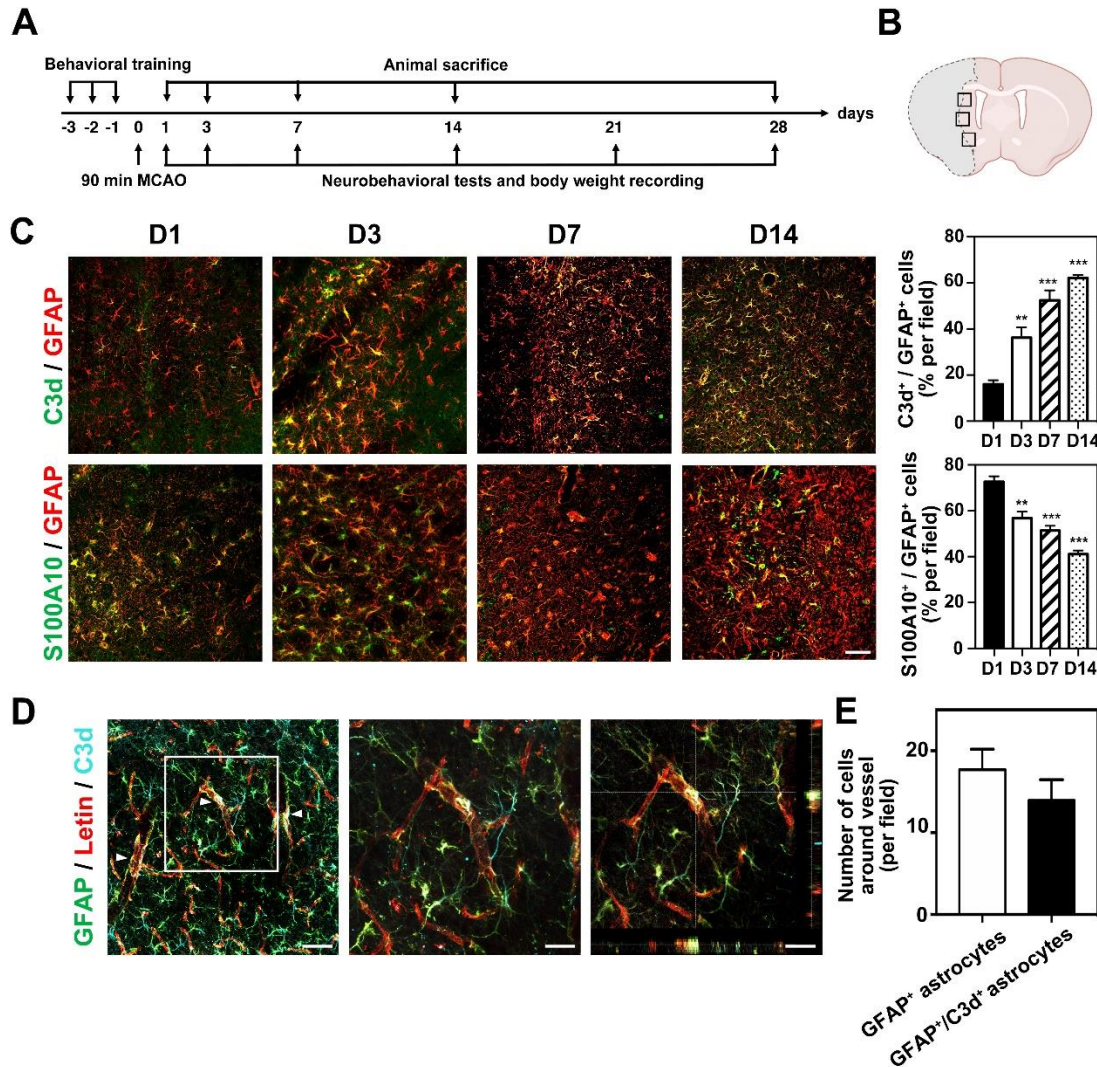 A
Behavioral training
Animal sacrifice
-3 -2 -1 0 1 3 7 14 21 28 days
90 min MCAO
Neurobehavioral tests and body weight recording
B
C
D1 D3 D7 D14
C3d / GFAP
S100A10 / GFAP
C3d⁺ / GFAP⁺ cells
(% per field)
80
60
40
20
0
** *** ***
D1 D3 D7 D14
S100A10⁺ / GFAP⁺ cells
(% per field)
80
60
40
20
0
** *** ***
D1 D3 D7 D14
D
GFAP / Letin / C3d
E
Number of cells
around vessel
(per field)
20
10
0
GFAP⁺ astrocytes
GFAP⁺/C3d⁺ astrocytes